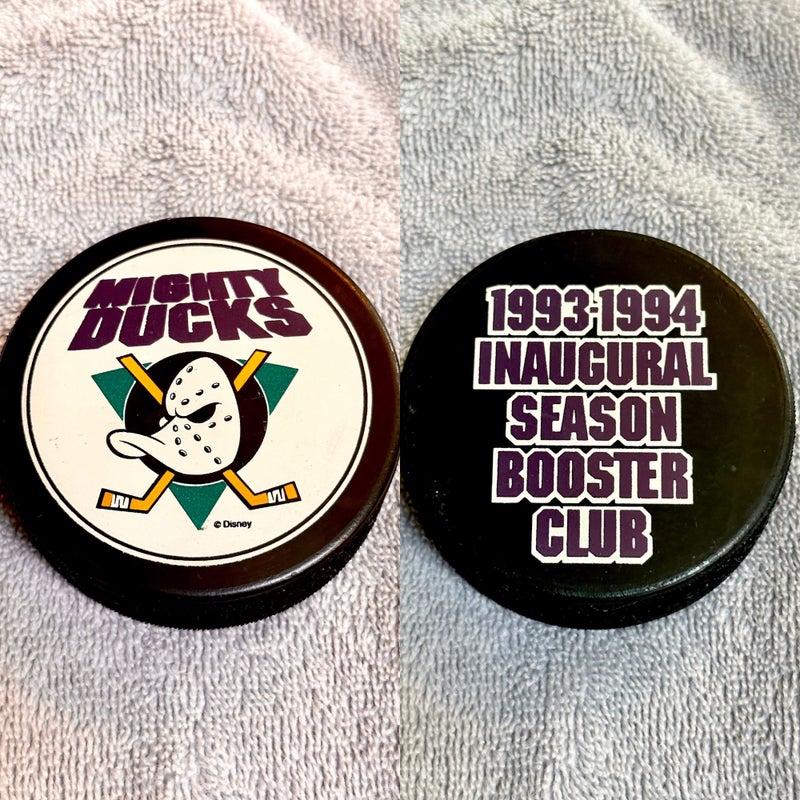 MIGHTY
DUCKS
© Disney
1993-1994
INAUGURAL
SEASON
BOOSTER
CLUB